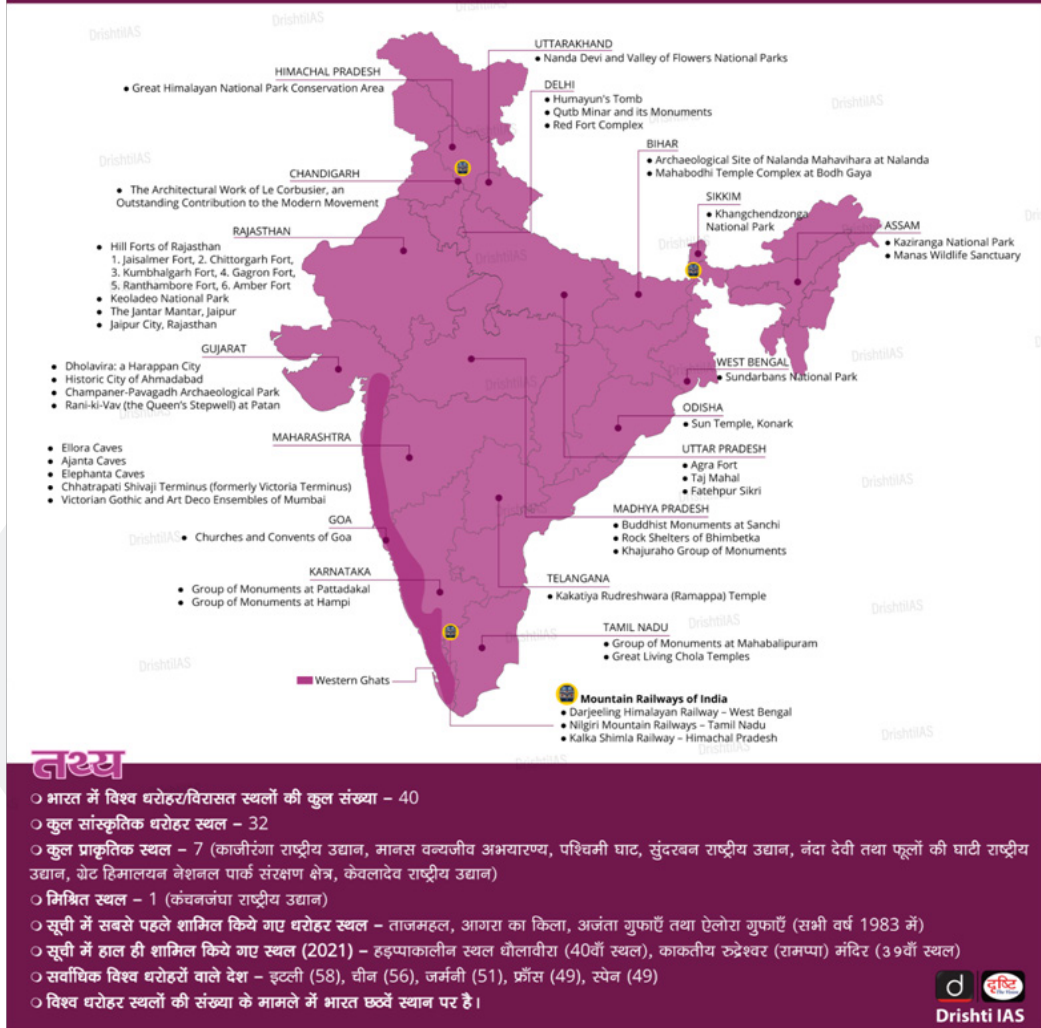 UTTARAKHAND
● Nanda Devi and Valley of Flowers National Parks
HIMACHAL PRADESH
● Great Himalayan National Park Conservation Area
DELHI
● Humayun's Tomb
● Qutb Minar and its Monuments
● Red Fort Complex
BIHAR
● Archaeological Site of Nalanda Mahavihara at Nalanda
● Mahabodhi Temple Complex at Bodh Gaya
CHANDIGARH
● The Architectural Work of Le Corbusier, an
Outstanding Contribution to the Modern Movement
SIKKIM
● Khangchendzonga
National Park
ASSAM
● Kaziranga National Park
● Manas Wildlife Sanctuary
RAJASTHAN
● Hill Forts of Rajasthan
1. Jaisalmer Fort, 2. Chittorgarh Fort,
3. Kumbhalgarh Fort, 4. Gagron Fort,
5. Ranthambore Fort, 6. Amber Fort
● Keoladeo National Park
● The Jantar Mantar, Jaipur
● Jaipur City, Rajasthan
GUJARAT
● Dholavira: a Harappan City
● Historic City of Ahmadabad
● Champaner-Pavagadh Archaeological Park
● Rani-ki-Vav (the Queen's Stepwell) at Patan
WEST BENGAL
● Sundarbans National Park
ODISHA
● Sun Temple, Konark
MAHARASHTRA
● Ellora Caves
● Ajanta Caves
● Elephanta Caves
● Chhatrapati Shivaji Terminus (formerly Victoria Terminus)
● Victorian Gothic and Art Deco Ensembles of Mumbai
UTTAR PRADESH
● Agra Fort
● Taj Mahal
● Fatehpur Sikri
MADHYA PRADESH
● Buddhist Monuments at Sanchi
● Rock Shelters of Bhimbetka
● Khajuraho Group of Monuments
GOA
● Churches and Convents of Goa
KARNATAKA
● Group of Monuments at Pattadakal
● Group of Monuments at Hampi
TELANGANA
● Kakatiya Rudreshwara (Ramappa) Temple
TAMIL NADU
● Group of Monuments at Mahabalipuram
● Great Living Chola Temples
Western Ghats
Mountain Railways of India
● Darjeeling Himalayan Railway – West Bengal
● Nilgiri Mountain Railways – Tamil Nadu
● Kalka Shimla Railway – Himachal Pradesh
DrishtiIAS
तथ्य
❍ भारत में विश्व धरोहर/विरासत स्थलों की कुल संख्या – 40
❍ कुल सांस्कृतिक धरोहर स्थल – 32
❍ कुल प्राकृतिक स्थल – 7 (काजीरंगा राष्ट्रीय उद्यान, मानस वन्यजीव अभयारण्य, पश्चिमी घाट, सुंदरबन राष्ट्रीय उद्यान, नंदा देवी तथा फूलों की घाटी राष्ट्रीय
उद्यान, ग्रेट हिमालयन नेशनल पार्क संरक्षण क्षेत्र, केवलादेव राष्ट्रीय उद्यान)
❍ मिश्रित स्थल – 1 (कंचनजंघा राष्ट्रीय उद्यान)
❍ सूची में सबसे पहले शामिल किये गए धरोहर स्थल – ताजमहल, आगरा का किला, अजंता गुफाएँ तथा ऐलोरा गुफाएँ (सभी वर्ष 1983 में)
❍ सूची में हाल ही शामिल किये गए स्थल (2021) – हड़प्पाकालीन स्थल धौलावीरा (40वाँ स्थल), काकतीय रुद्रेश्वर (रामप्पा) मंदिर (३9वाँ स्थल)
❍ सर्वाधिक विश्व धरोहरों वाले देश – इटली (58), चीन (56), जर्मनी (51), फ्राँस (49), स्पेन (49)
❍ विश्व धरोहर स्थलों की संख्या के मामले में भारत छठवें स्थान पर है।
d
दृष्टि
The Vision
Drishti IAS